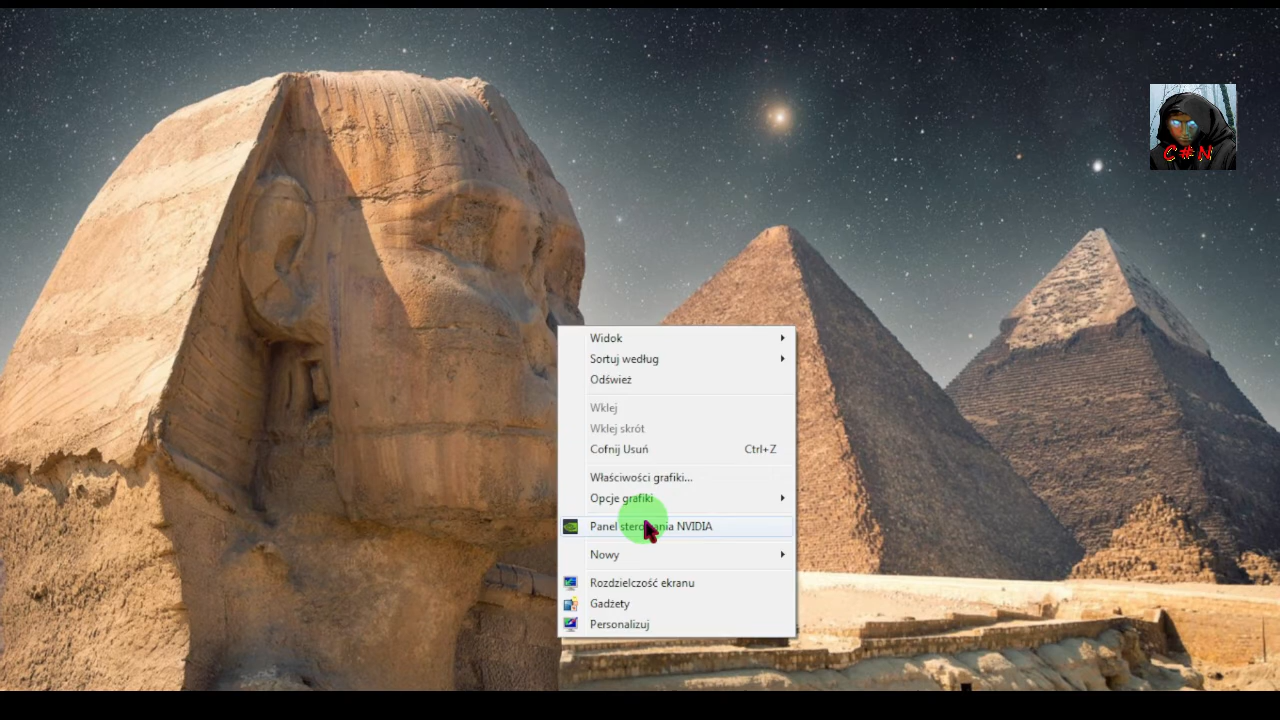 C#N
Widok
Sortuj według
Odśwież
Wklej
Wklej skrót
Cofnij Usuń Ctrl+Z
Właściwości grafiki...
Opcje grafiki
Panel sterowania NVIDIA
Nowy
Rozdzielczość ekranu
Gadżety
Personalizuj